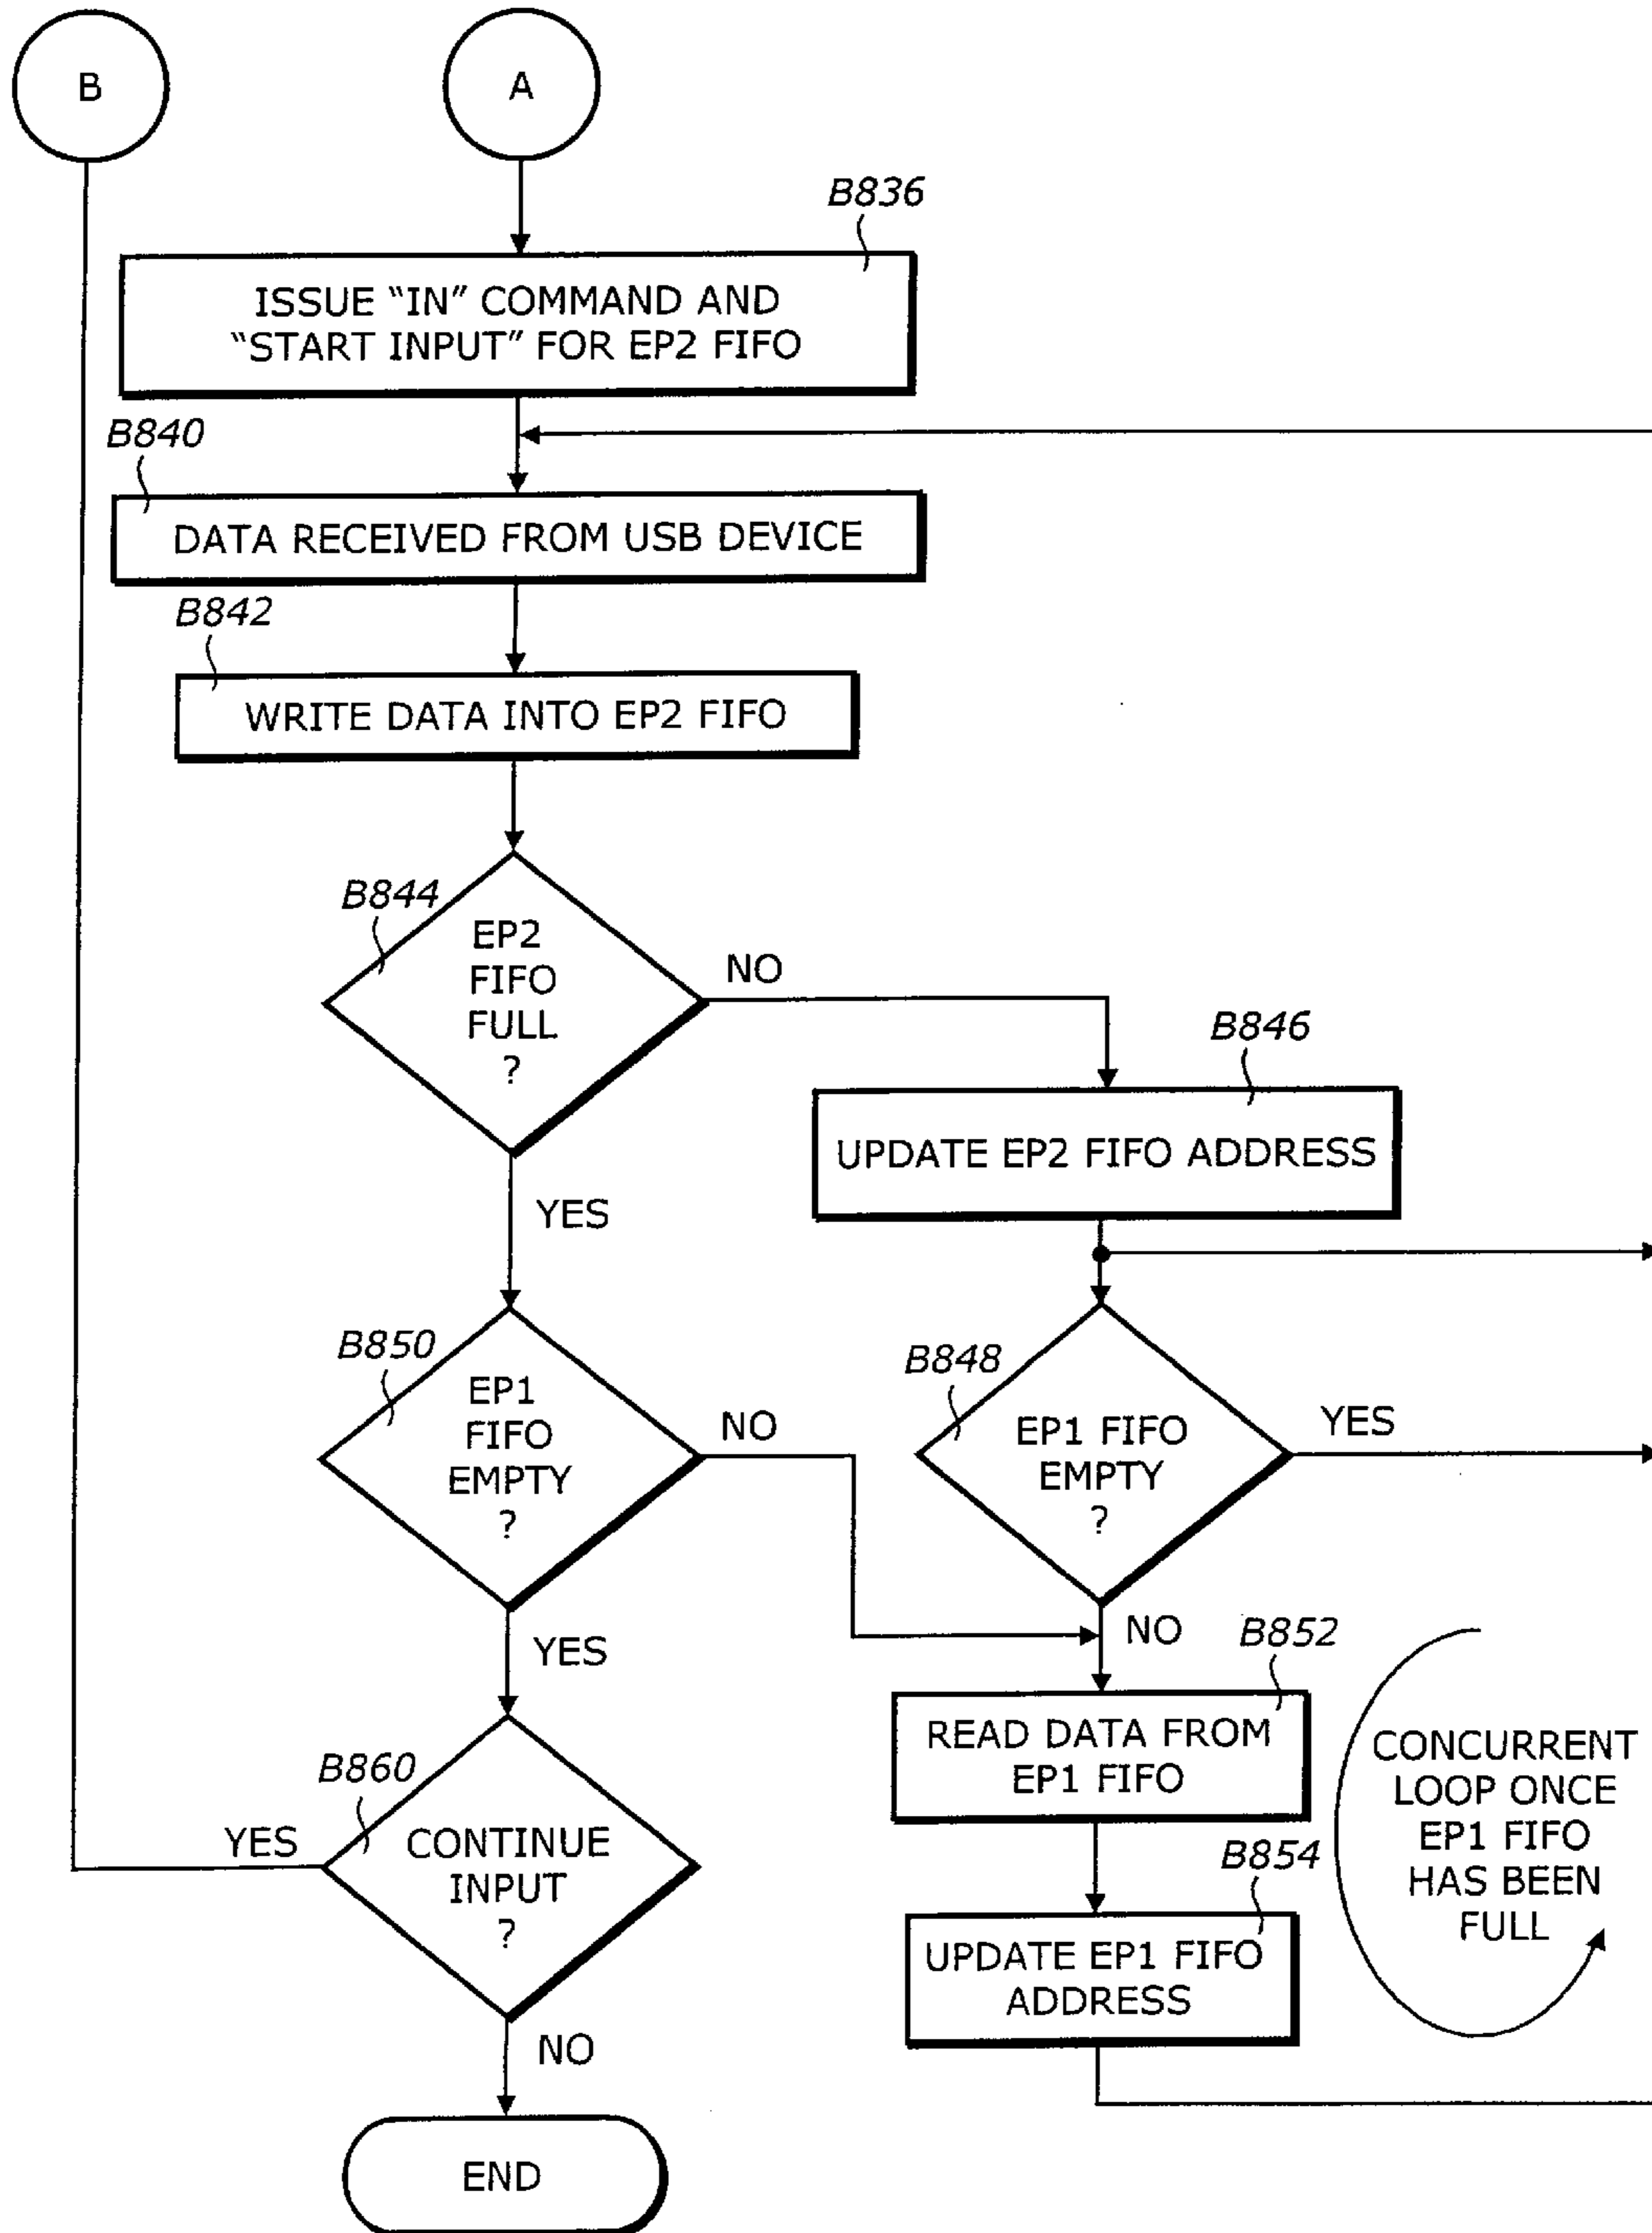 B
A
B836
ISSUE “IN” COMMAND AND
“START INPUT” FOR EP2 FIFO
B840
DATA RECEIVED FROM USB DEVICE
B842
WRITE DATA INTO EP2 FIFO
B844
EP2
FIFO
FULL
?
NO
YES
B846
UPDATE EP2 FIFO ADDRESS
B850
EP1
FIFO
EMPTY
?
NO
YES
B848
EP1 FIFO
EMPTY
?
YES
NO
B852
READ DATA FROM
EP1 FIFO
B854
UPDATE EP1 FIFO
ADDRESS
CONCURRENT
LOOP ONCE
EP1 FIFO
HAS BEEN
FULL
B860
CONTINUE
INPUT
?
YES
NO
END